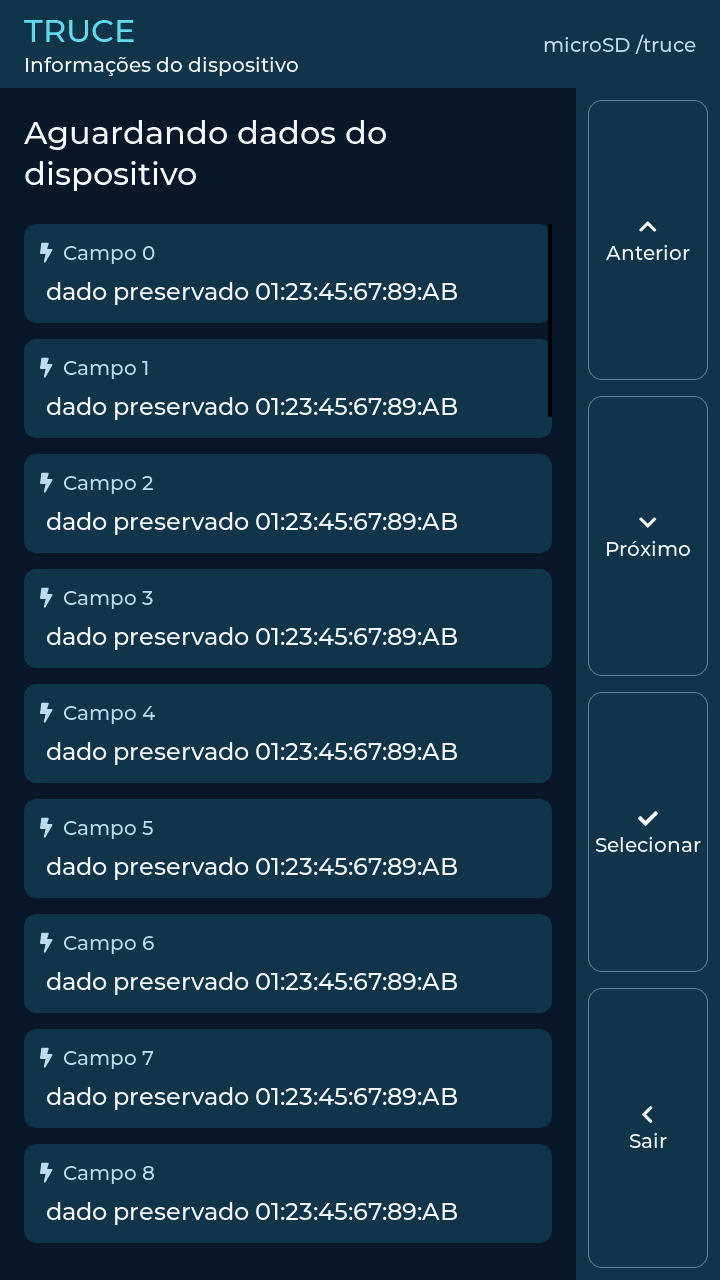 TRUCE
Informações do dispositivo
microSD /truce
Aguardando dados do
dispositivo
Campo 0
dado preservado 01:23:45:67:89:AB
Campo 1
dado preservado 01:23:45:67:89:AB
Campo 2
dado preservado 01:23:45:67:89:AB
Campo 3
dado preservado 01:23:45:67:89:AB
Campo 4
dado preservado 01:23:45:67:89:AB
Campo 5
dado preservado 01:23:45:67:89:AB
Campo 6
dado preservado 01:23:45:67:89:AB
Campo 7
dado preservado 01:23:45:67:89:AB
Campo 8
dado preservado 01:23:45:67:89:AB
Anterior
Próximo
Selecionar
Sair